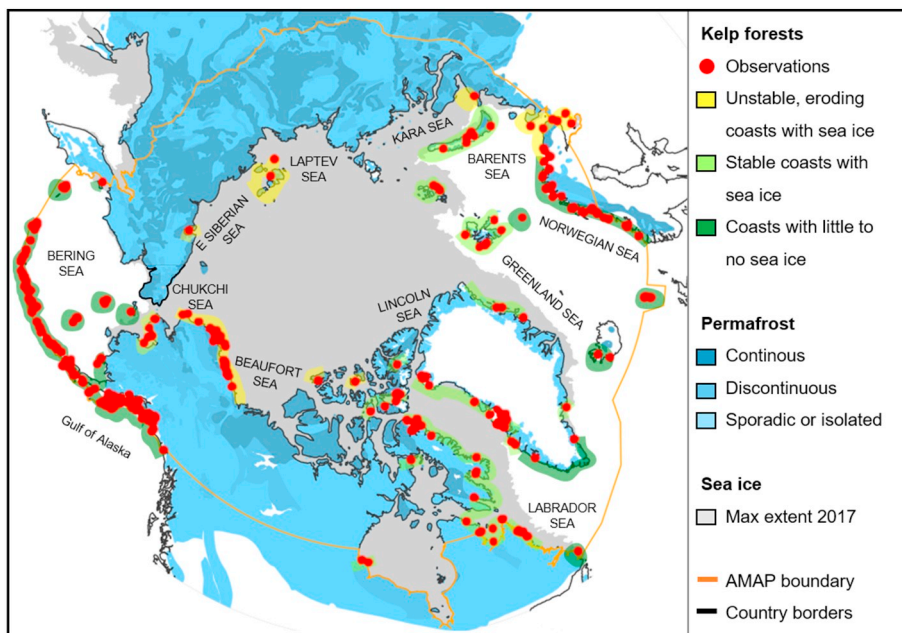 KARA SEA
LAPTEV
SEA
BARENTS
SEA
E SIBERIAN
SEA
NORWEGIAN SEA
BERING
SEA
GREENLAND SEA
CHUKCHI
SEA
LINCOLN
SEA
BEAUFORT
SEA
Gulf of Alaska
LABRADOR
SEA
Kelp forests
Observations
Unstable, eroding
coasts with sea ice
Stable coasts with
sea ice
Coasts with little to
no sea ice
Permafrost
Continous
Discontinuous
Sporadic or isolated
Sea ice
Max extent 2017
AMAP boundary
Country borders